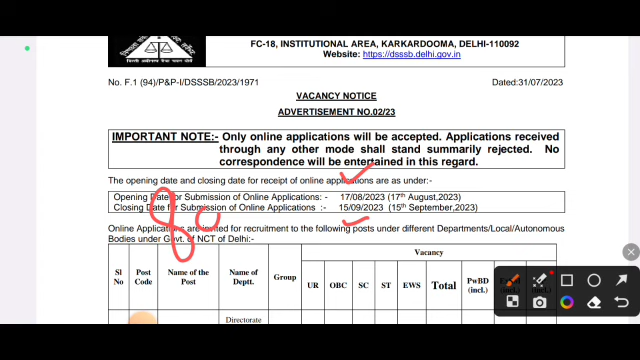 FC-18, INSTITUTIONAL AREA, KARKARDOOMA, DELHI-110092
Website: https://dsssb.delhi.gov.in
No. F.1 (94)/P&P-I/DSSSB/2023/1971 Dated:31/07/2023
VACANCY NOTICE
ADVERTISEMENT NO.02/23
IMPORTANT NOTE:- Only online applications will be accepted. Applications received
through any other mode shall stand summarily rejected. No
correspondence will be entertained in this regard.
The opening date and closing date for receipt of online applications are as under:-
Opening Date for Submission of Online Applications: 17/08/2023 (17th August,2023)
Closing Date for Submission of Online Applications :- 15/09/2023 (15th September,2023)
Online Applications are invited for recruitment to the following posts under different Departments/Local/Autonomous
Bodies under Govt. of NCT of Delhi:-
Sl No Post Code Name of the Post Name of Deptt. Group Vacancy
UR OBC SC ST EWS Total PwBD (incl.)
Directorate